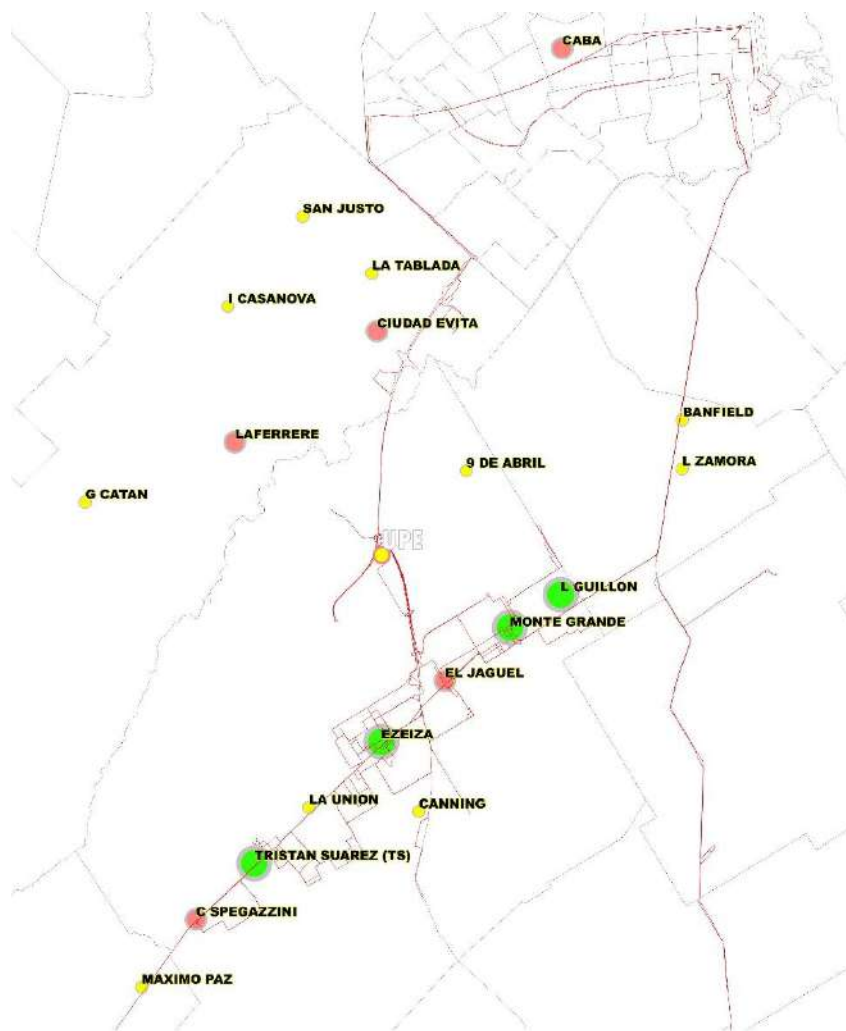 CABA
SAN JUSTO
LA TABLADA
I CASANOVA
CIUDAD EVITA
BANFIELD
LAFERRERE
9 DE ABRIL
L ZAMORA
G CATAN
UPE
L GUILLON
MONTE GRANDE
EL JAGUEL
EZEIZA
LA UNION
CANNING
TRISTAN SUAREZ (TS)
C SPEGAZZINI
MAXIMO PAZ